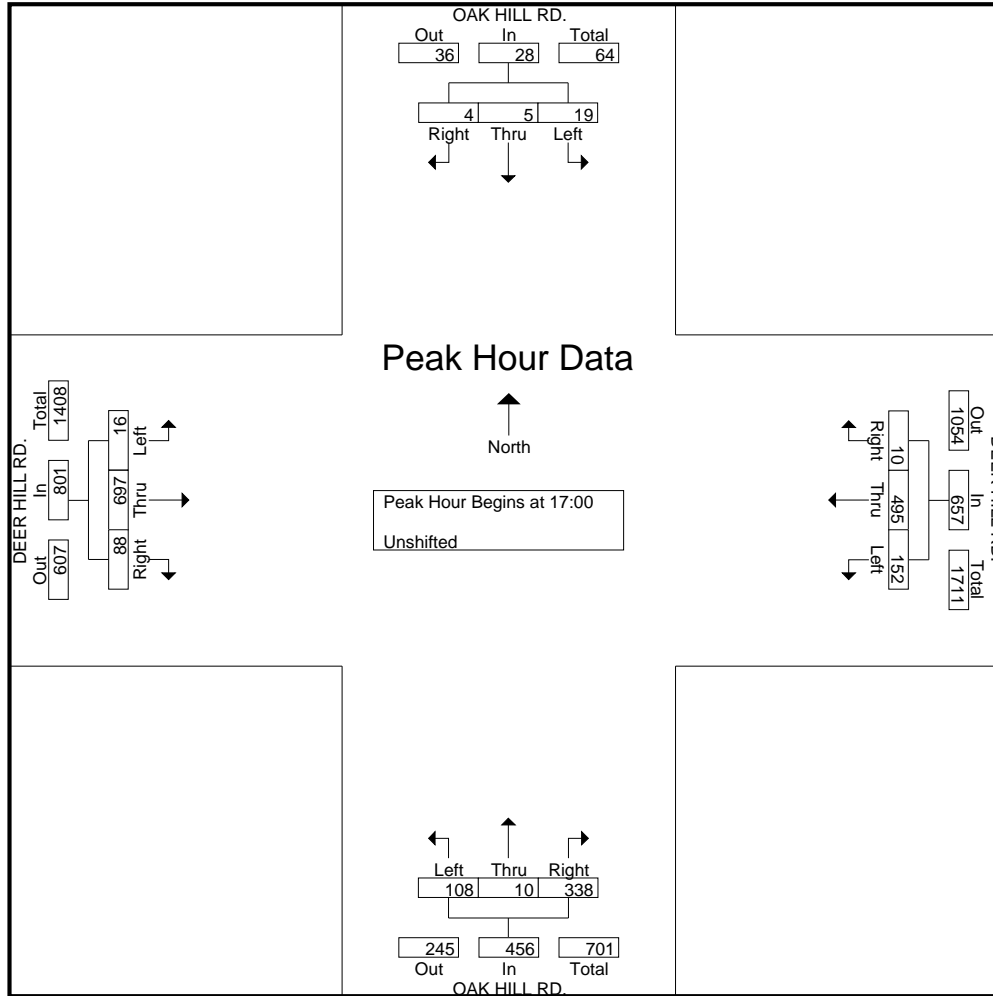 OAK HILL RD.
Out In Total
36 28 64
4 5 19
Right Thru Left
Peak Hour Data
North
Peak Hour Begins at 17:00
Unshifted
DEER HILL RD.
Out In Total
607 801 1408
16 697 88
Left Thru Right
Out In Total
1054 657 1711
10 495 152
Right Thru Left
Left Thru Right
108 10 338
245 456 701
Out In Total
OAK HILL RD.